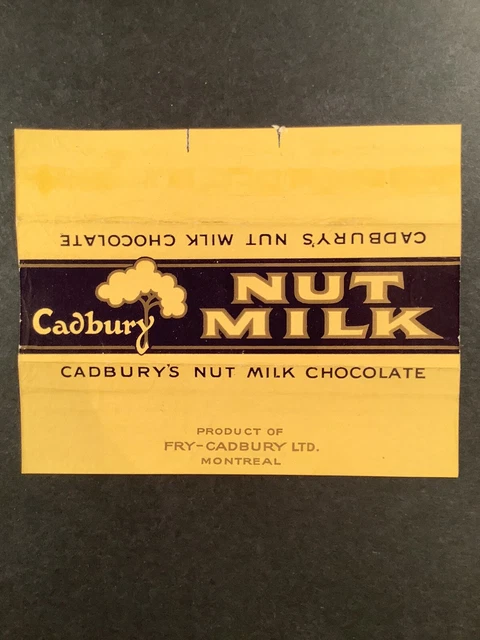 CADBURY'S NUT MILK CHOCOLATE
Cadbury
NUT
MILK
CADBURY'S NUT MILK CHOCOLATE
PRODUCT OF
FRY-CADBURY LTD.
MONTREAL